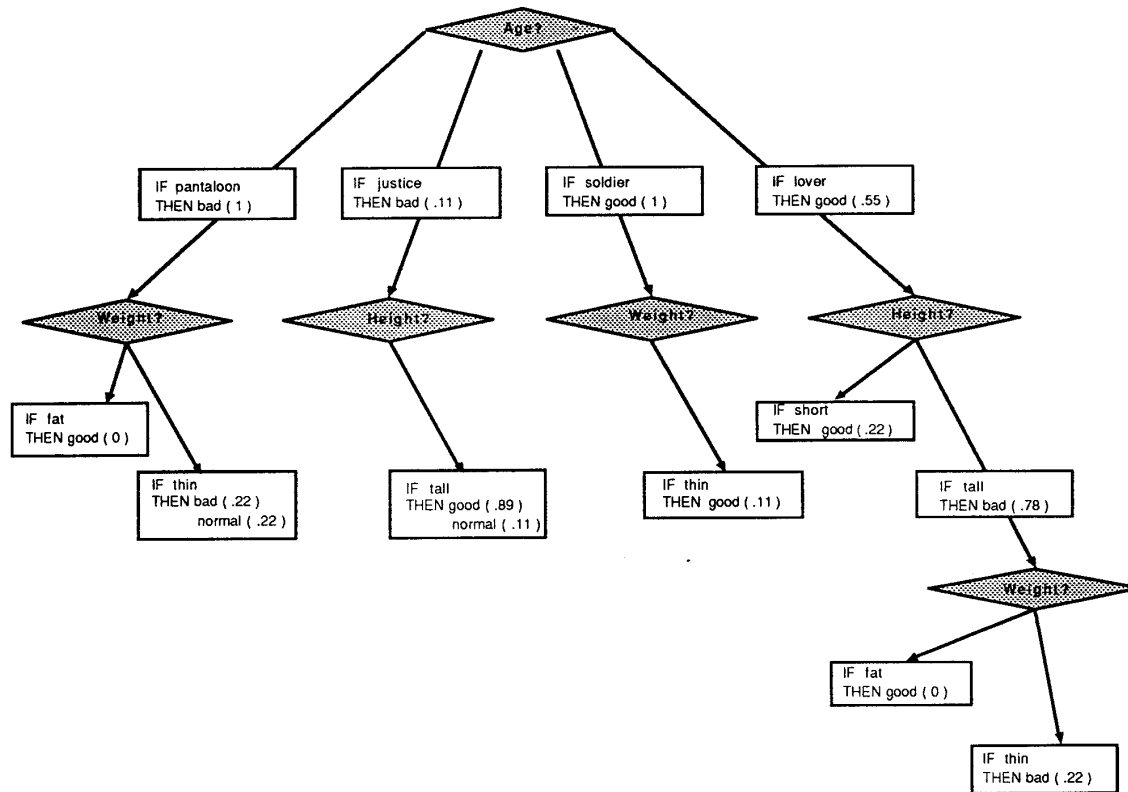 Age?
IF pantaloon
THEN bad ( 1 )
IF justice
THEN bad ( .11 )
IF soldier
THEN good ( 1 )
IF lover
THEN good ( .55 )
Weight?
Height?
Weight?
Height?
IF fat
THEN good ( 0 )
IF thin
THEN bad ( .22 )
normal ( .22 )
IF tall
THEN good ( .89 )
normal ( .11 )
IF thin
THEN good ( .11 )
IF short
THEN good ( .22 )
IF tall
THEN bad ( .78 )
Weight?
IF fat
THEN good ( 0 )
IF thin
THEN bad ( .22 )